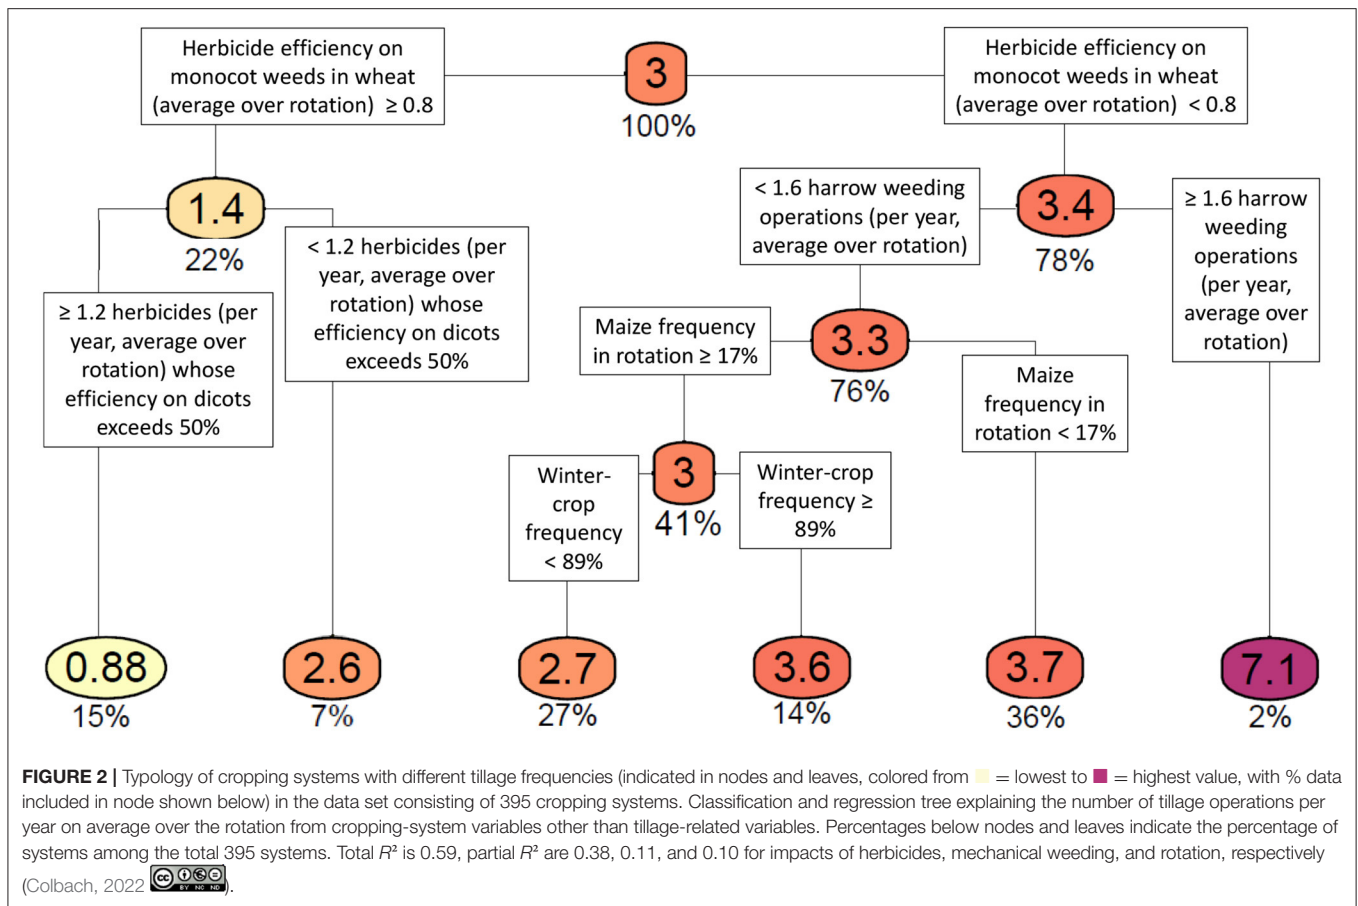 Herbicide efficiency on
monocot weeds in wheat
(average over rotation) ≥ 0.8
3
100%
Herbicide efficiency on
monocot weeds in wheat
(average over rotation) < 0.8
1.4
22%
< 1.6 harrow weeding
operations (per year,
average over rotation)
3.4
78%
≥ 1.6 harrow
weeding
operations
(per year,
average over
rotation)
≥ 1.2 herbicides (per
year, average over
rotation) whose
efficiency on dicots
exceeds 50%
< 1.2 herbicides (per
year, average over
rotation) whose
efficiency on dicots
exceeds 50%
Maize frequency
in rotation ≥ 17%
3.3
76%
Maize
frequency in
rotation < 17%
Winter-
crop
frequency
< 89%
3
41%
Winter-crop
frequency ≥
89%
0.88
15%
2.6
7%
2.7
27%
3.6
14%
3.7
36%
7.1
2%
FIGURE 2 | Typology of cropping systems with different tillage frequencies (indicated in nodes and leaves, colored from = lowest to = highest value, with % data
included in node shown below) in the data set consisting of 395 cropping systems. Classification and regression tree explaining the number of tillage operations per
year on average over the rotation from cropping-system variables other than tillage-related variables. Percentages below nodes and leaves indicate the percentage of
systems among the total 395 systems. Total R² is 0.59, partial R² are 0.38, 0.11, and 0.10 for impacts of herbicides, mechanical weeding, and rotation, respectively
(Colbach, 2022 cc BY NC ND).